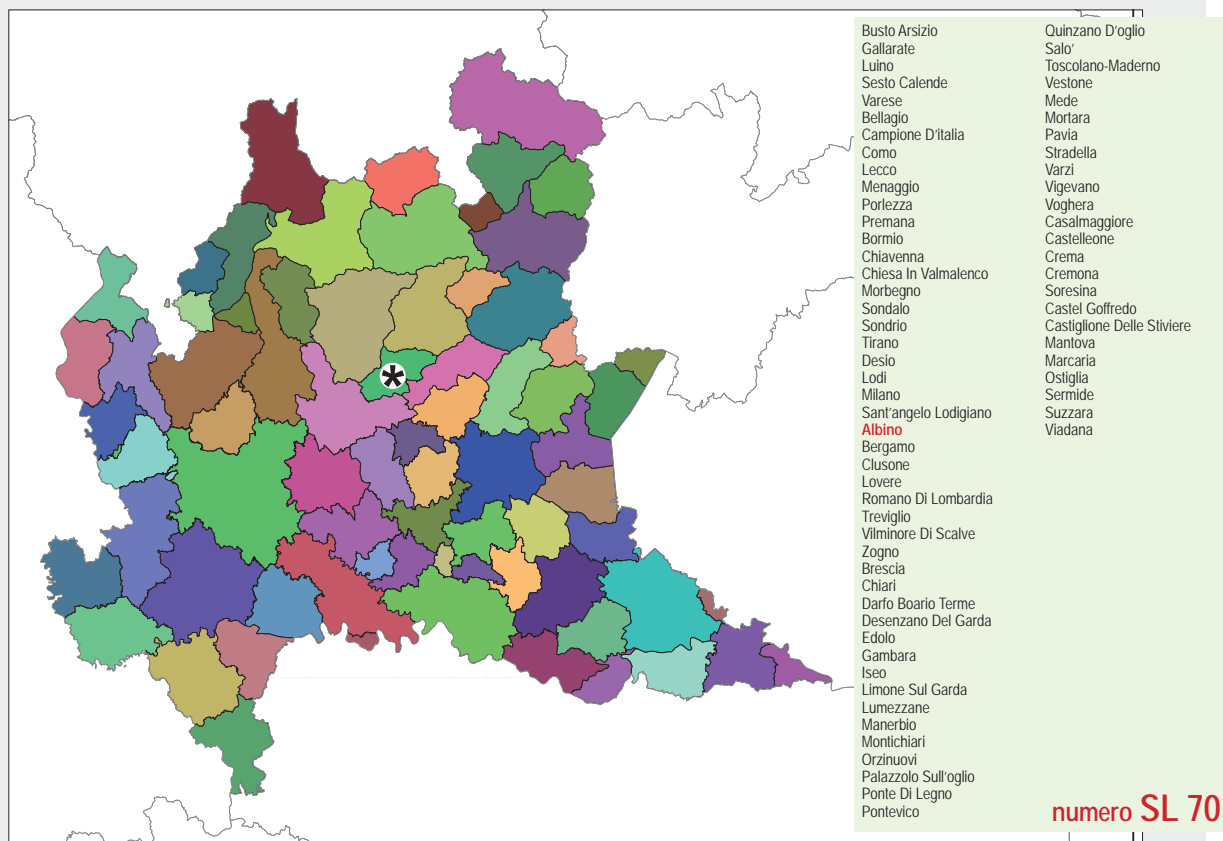 Busto Arsizio
Gallarate
Luino
Sesto Calende
Varese
Bellagio
Campione D'italia
Como
Lecco
Menaggio
Porlezza
Premana
Bormio
Chiavenna
Chiesa In Valmalenco
Morbegno
Sondalo
Sondrio
Tirano
Desio
Lodi
Milano
Sant'angelo Lodigiano
Albino
Bergamo
Clusone
Lovere
Romano Di Lombardia
Treviglio
Vilminore Di Scalve
Zogno
Brescia
Chiari
Darfo Boario Terme
Desenzano Del Garda
Edolo
Gambara
Iseo
Limone Sul Garda
Lumezzane
Manerbio
Montichiari
Orzinuovi
Palazzolo Sull'oglio
Ponte Di Legno
Pontevico
Quinzano D'oglio
Salo'
Toscolano-Maderno
Vestone
Mede
Mortara
Pavia
Stradella
Varzi
Vigevano
Voghera
Casalmaggiore
Castelleone
Crema
Cremona
Soresina
Castel Goffredo
Castiglione Delle Stiviere
Mantova
Marcaria
Ostiglia
Sermide
Suzzara
Viadana
numero SL 70